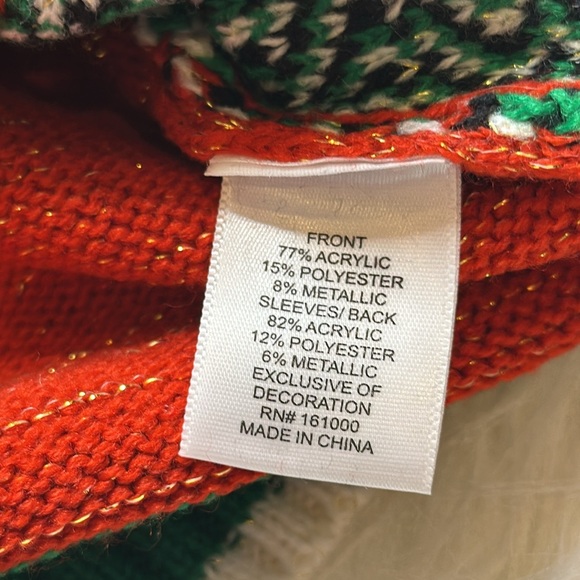 FRONT
77% ACRYLIC
15% POLYESTER
8% METALLIC
SLEEVES/ BACK
82% ACRYLIC
12% POLYESTER
6% METALLIC
EXCLUSIVE OF
DECORATION
RN# 161000
MADE IN CHINA